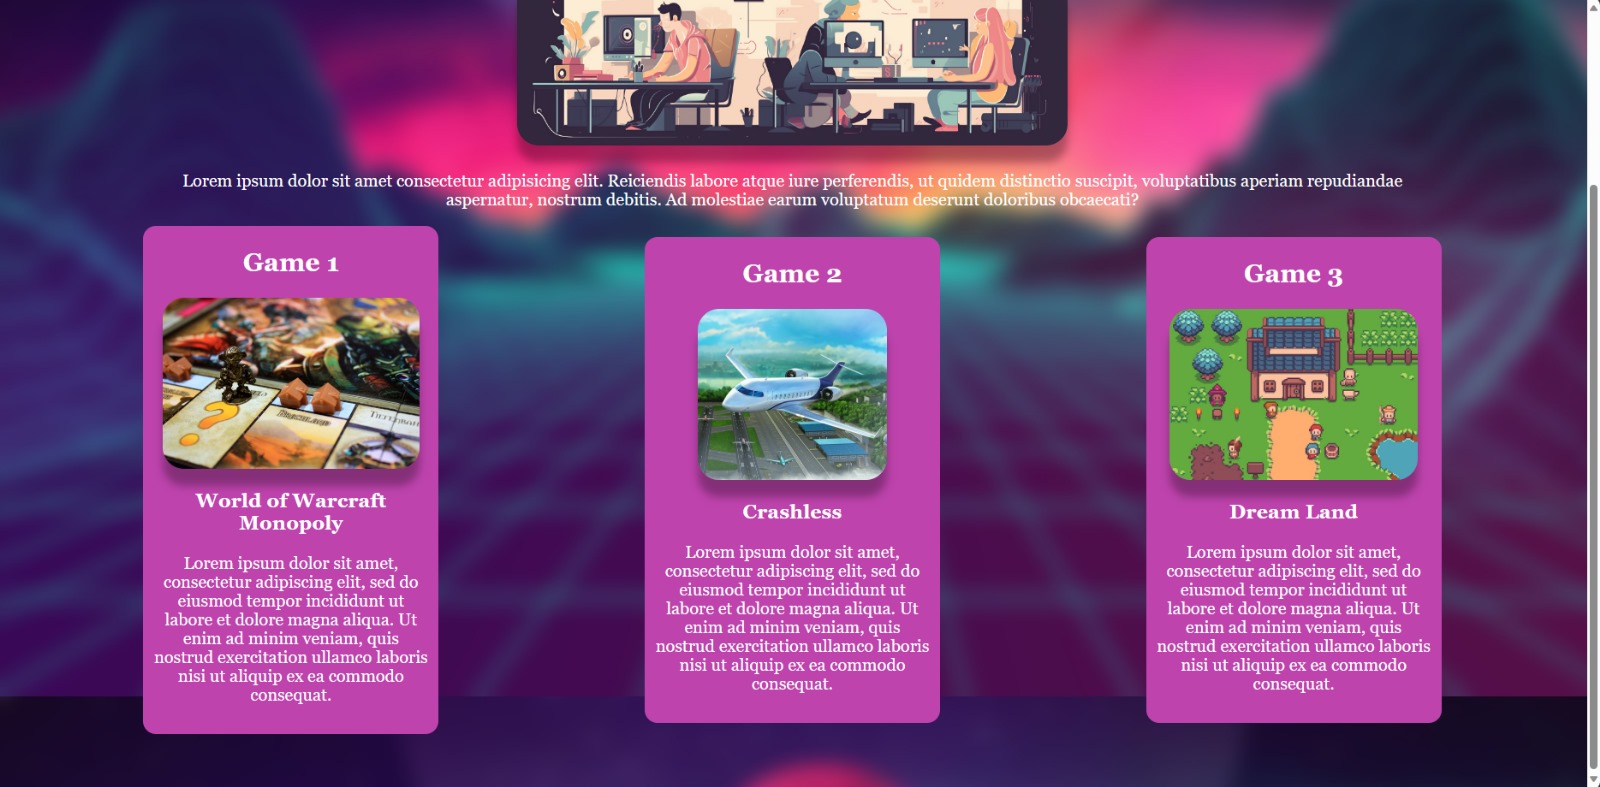 Lorem ipsum dolor sit amet consectetur adipisicing elit. Reiciendis labore atque iure perferendis, ut quidem distinctio suscipit, voluptatibus aperiam repudiandae
aspernatur, nostrum debitis. Ad molestiae earum voluptatum deserunt doloribus obcaecati?
Game 1
World of Warcraft
Monopoly
Lorem ipsum dolor sit amet,
consectetur adipiscing elit, sed do
eiusmod tempor incididunt ut
labore et dolore magna aliqua. Ut
enim ad minim veniam, quis
nostrud exercitation ullamco laboris
nisi ut aliquip ex ea commodo
consequat.
Game 2
Crashless
Lorem ipsum dolor sit amet,
consectetur adipiscing elit, sed do
eiusmod tempor incididunt ut
labore et dolore magna aliqua. Ut
enim ad minim veniam, quis
nostrud exercitation ullamco laboris
nisi ut aliquip ex ea commodo
consequat.
Game 3
Dream Land
Lorem ipsum dolor sit amet,
consectetur adipiscing elit, sed do
eiusmod tempor incididunt ut
labore et dolore magna aliqua. Ut
enim ad minim veniam, quis
nostrud exercitation ullamco laboris
nisi ut aliquip ex ea commodo
consequat.